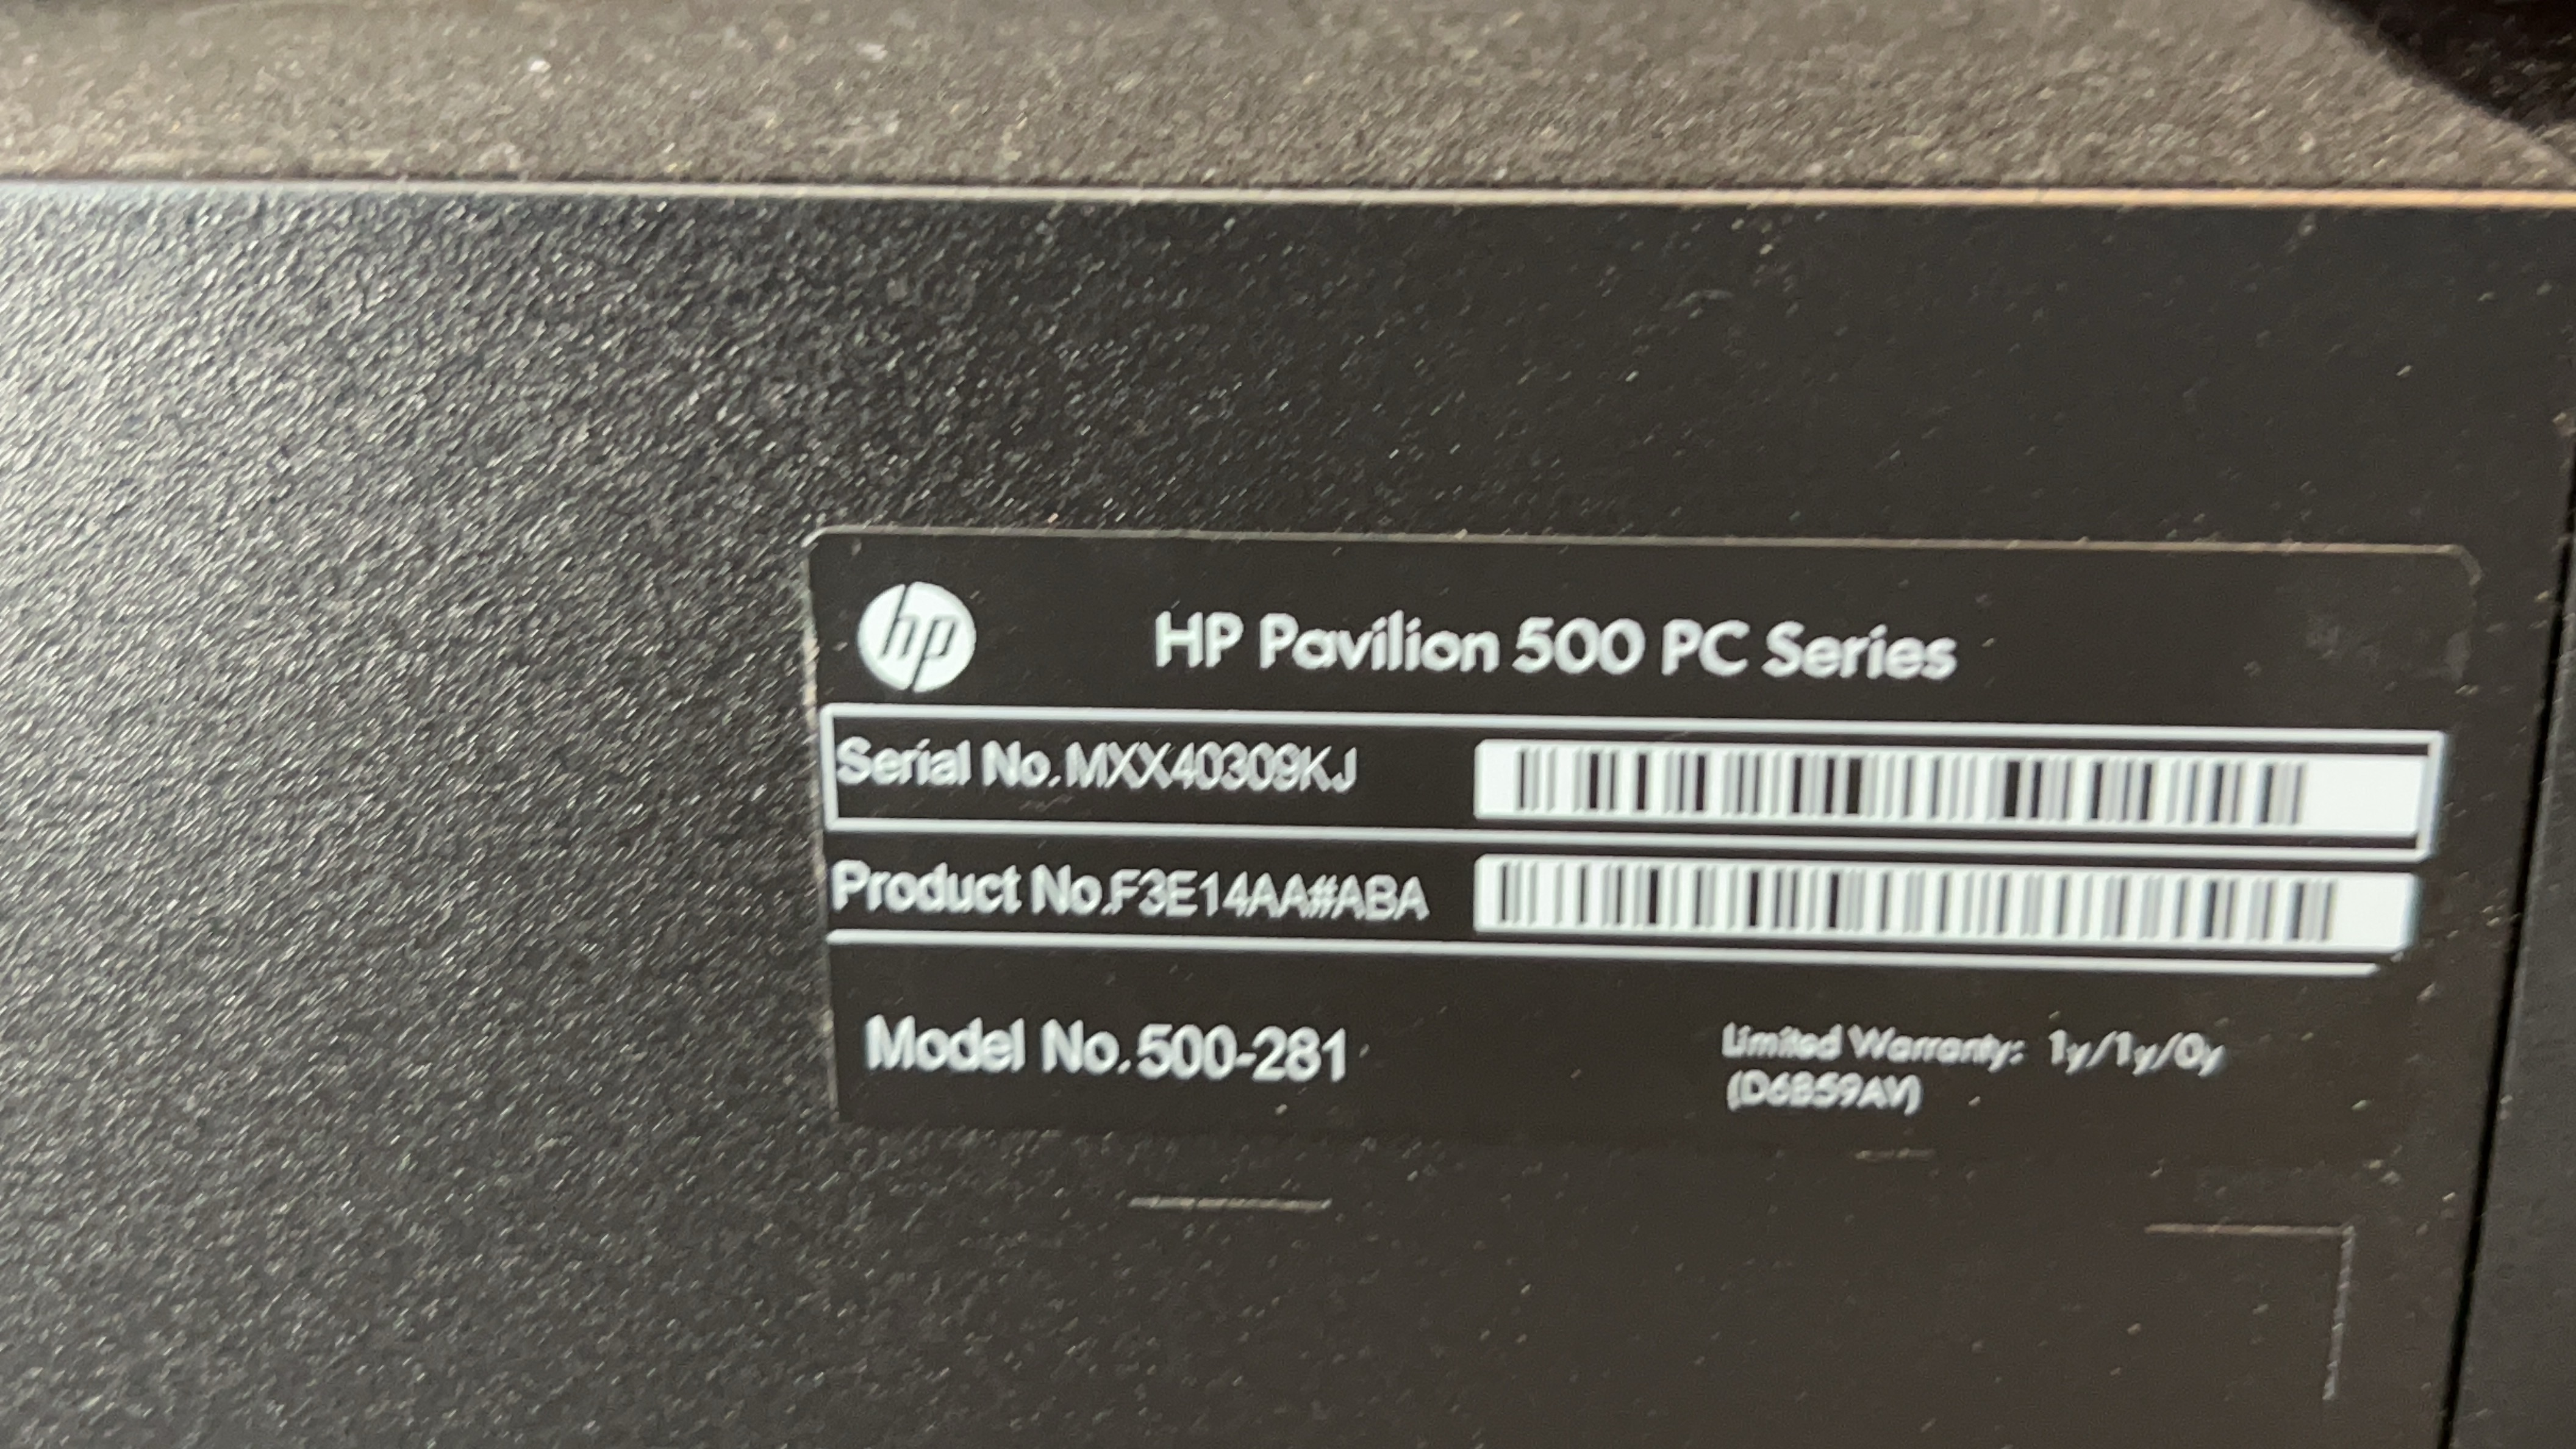 hp
HP Pavilion 500 PC Series
Serial No.MXX40309KJ
Product No.F3E14AA#ABA
Model No.500-281
Limited Warranty: 1y/1y/0y
(D6B59AV)